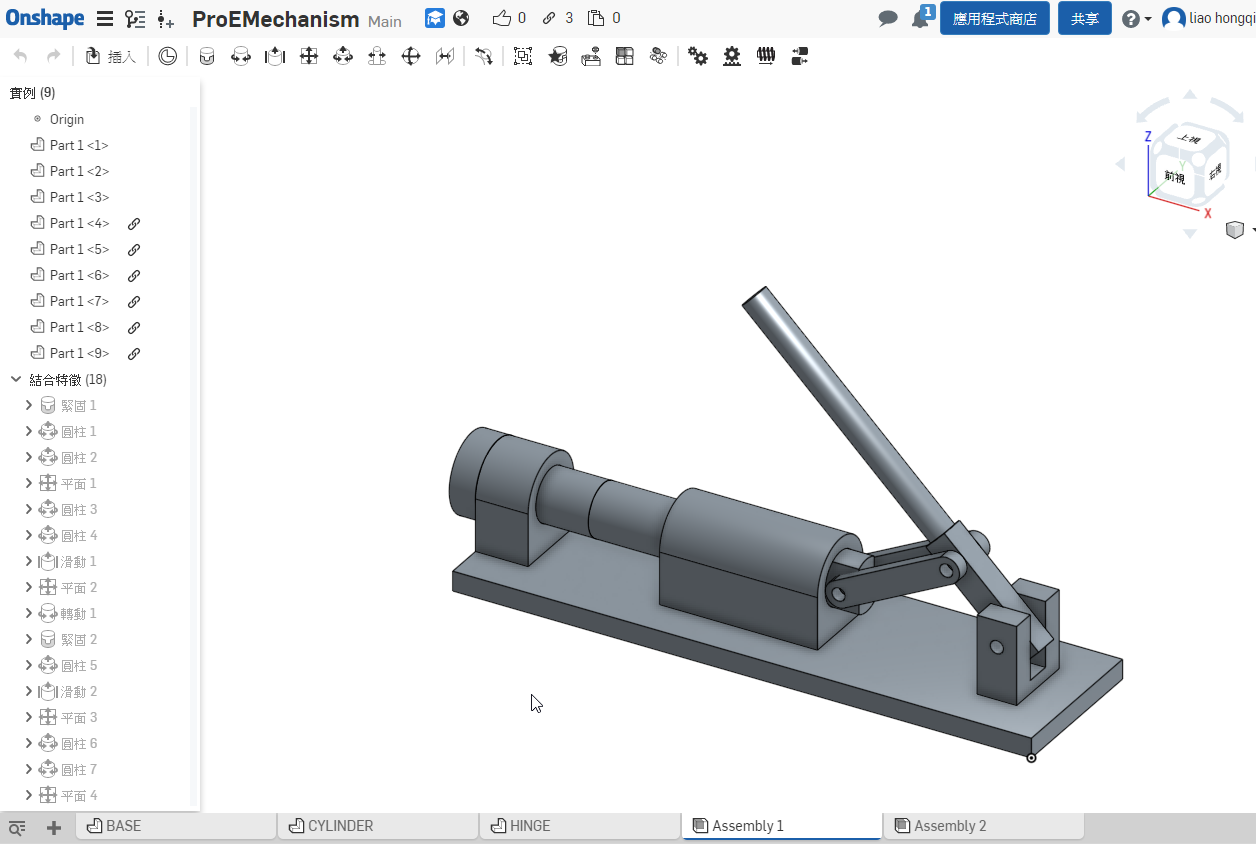 Onshape ProEMechanism Main 0 3 0 1 應用程式商店 共享 liao hongqi
插入
實例 (9)
Origin
Part 1 <1>
Part 1 <2>
Part 1 <3>
Part 1 <4>
Part 1 <5>
Part 1 <6>
Part 1 <7>
Part 1 <8>
Part 1 <9>
結合特徵 (18)
緊固 1
圓柱 1
圓柱 2
平面 1
圓柱 3
圓柱 4
滑動 1
平面 2
轉動 1
緊固 2
圓柱 5
滑動 2
平面 3
圓柱 6
圓柱 7
平面 4
Z
上視
Y
前視
右視
X
BASE CYLINDER HINGE Assembly 1 Assembly 2